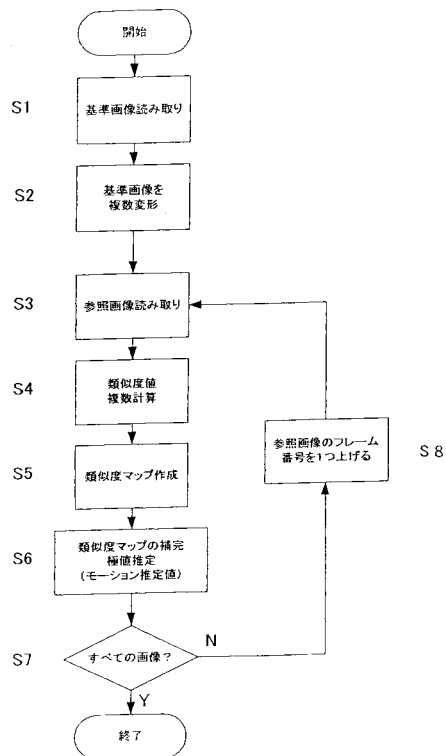 開始
S1
基準画像読み取り
S2
基準画像を
複数変形
S3
参照画像読み取り
S4
類似度値
複数計算
参照画像のフレーム
番号を1つ上げる
S8
S5
類似度マップ作成
S6
類似度マップの補完
極値推定
(モーション推定値)
S7
すべての画像?
N
Y
終了